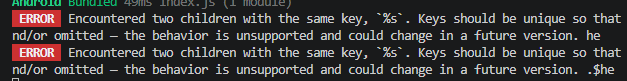 Android Bundled 49ms index.js (1 module)
ERROR Encountered two children with the same key, `%s`. Keys should be unique so that
nd/or omitted — the behavior is unsupported and could change in a future version. he
ERROR Encountered two children with the same key, `%s`. Keys should be unique so that
nd/or omitted — the behavior is unsupported and could change in a future version. .$he